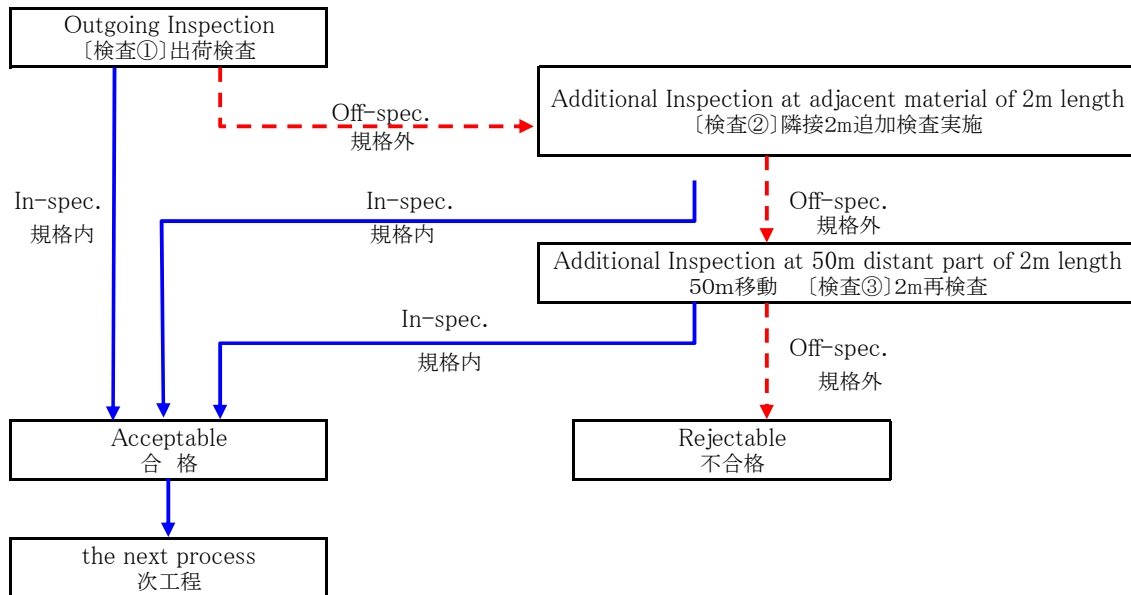 Outgoing Inspection
〔検査①〕出荷検査
Off-spec.
規格外
Additional Inspection at adjacent material of 2m length
〔検査②〕隣接2m追加検査実施
In-spec.
規格内
In-spec.
規格内
Off-spec.
規格外
Additional Inspection at 50m distant part of 2m length
50m移動　〔検査③〕2m再検査
In-spec.
規格内
Off-spec.
規格外
Acceptable
合 格
Rejectable
不合格
the next process
次工程